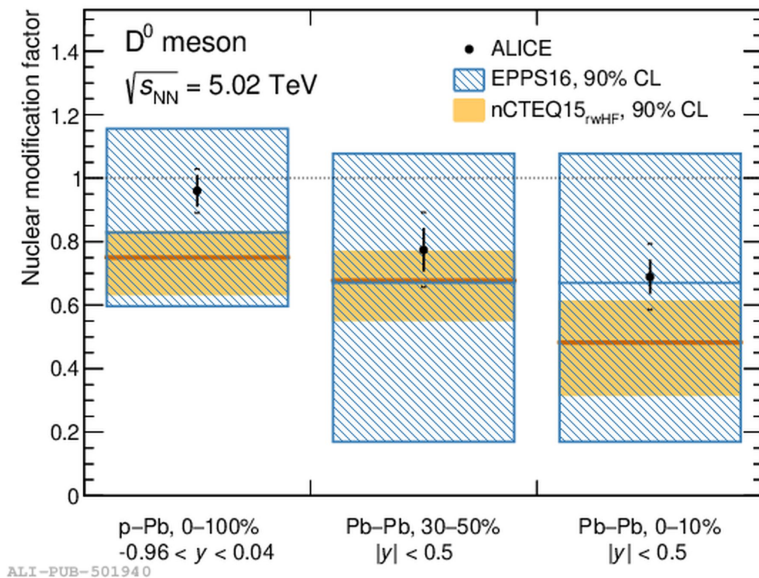 Nuclear modification factor
1.4
1.2
1
0.8
0.6
0.4
0.2
0
D⁰ meson
√s_NN = 5.02 TeV
ALICE
EPPS16, 90% CL
nCTEQ15_rwHF, 90% CL
p–Pb, 0–100%
-0.96 < y < 0.04
Pb–Pb, 30–50%
|y| < 0.5
Pb–Pb, 0–10%
|y| < 0.5
ALI-PUB-501940